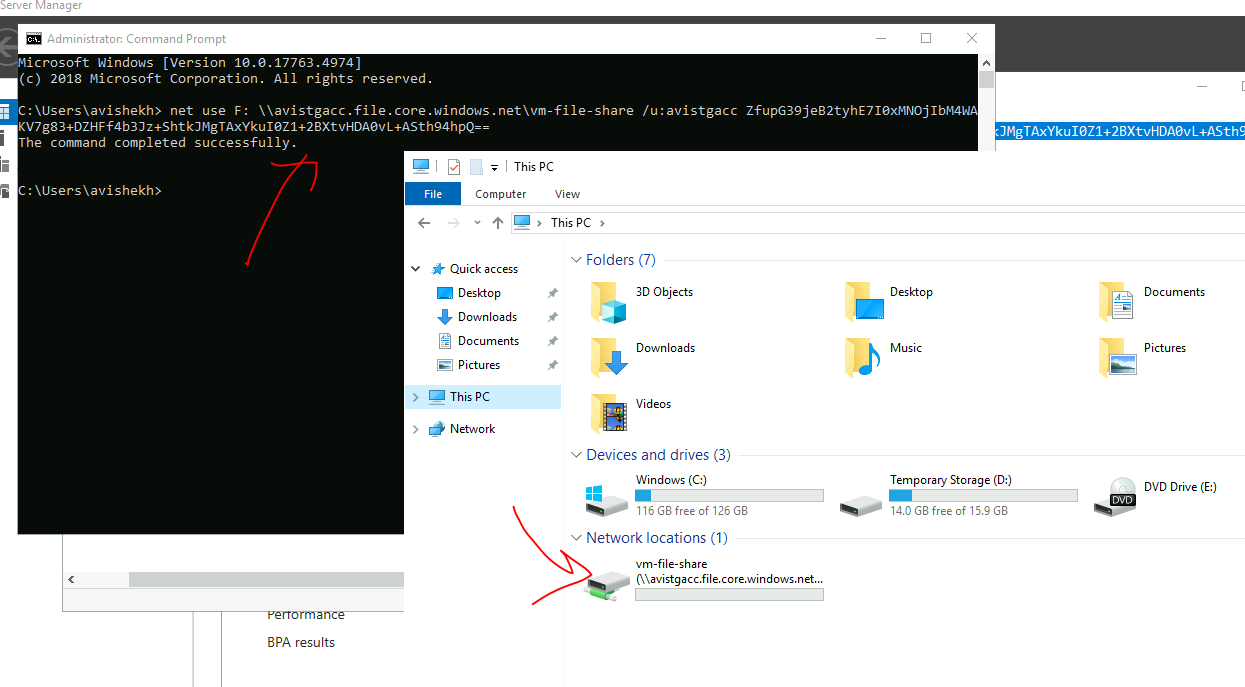 Server Manager
Administrator: Command Prompt
Microsoft Windows [Version 10.0.17763.4974]
(c) 2018 Microsoft Corporation. All rights reserved.
C:\Users\avishekh> net use F: \\avistgacc.file.core.windows.net\vm-file-share /u:avistgacc ZfupG39jeB2tyhE7I0xMNOjIbM4WA
KV7g83+DZHFf4b3Jz+ShtkJMgTAxYkuI0Z1+2BXtvHDA0vL+ASth94hpQ==
The command completed successfully.
C:\Users\avishekh>
kJMgTAxYkuI0Z1+2BXtvHDA0vL+ASth9
This PC
File
Computer
View
This PC
Quick access
Desktop
Downloads
Documents
Pictures
This PC
Network
Folders (7)
3D Objects
Desktop
Documents
Downloads
Music
Pictures
Videos
Devices and drives (3)
Windows (C:)
116 GB free of 126 GB
Temporary Storage (D:)
14.0 GB free of 15.9 GB
DVD Drive (E:)
DVD
Network locations (1)
vm-file-share
(\\avistgacc.file.core.windows.net...
Performance
BPA results